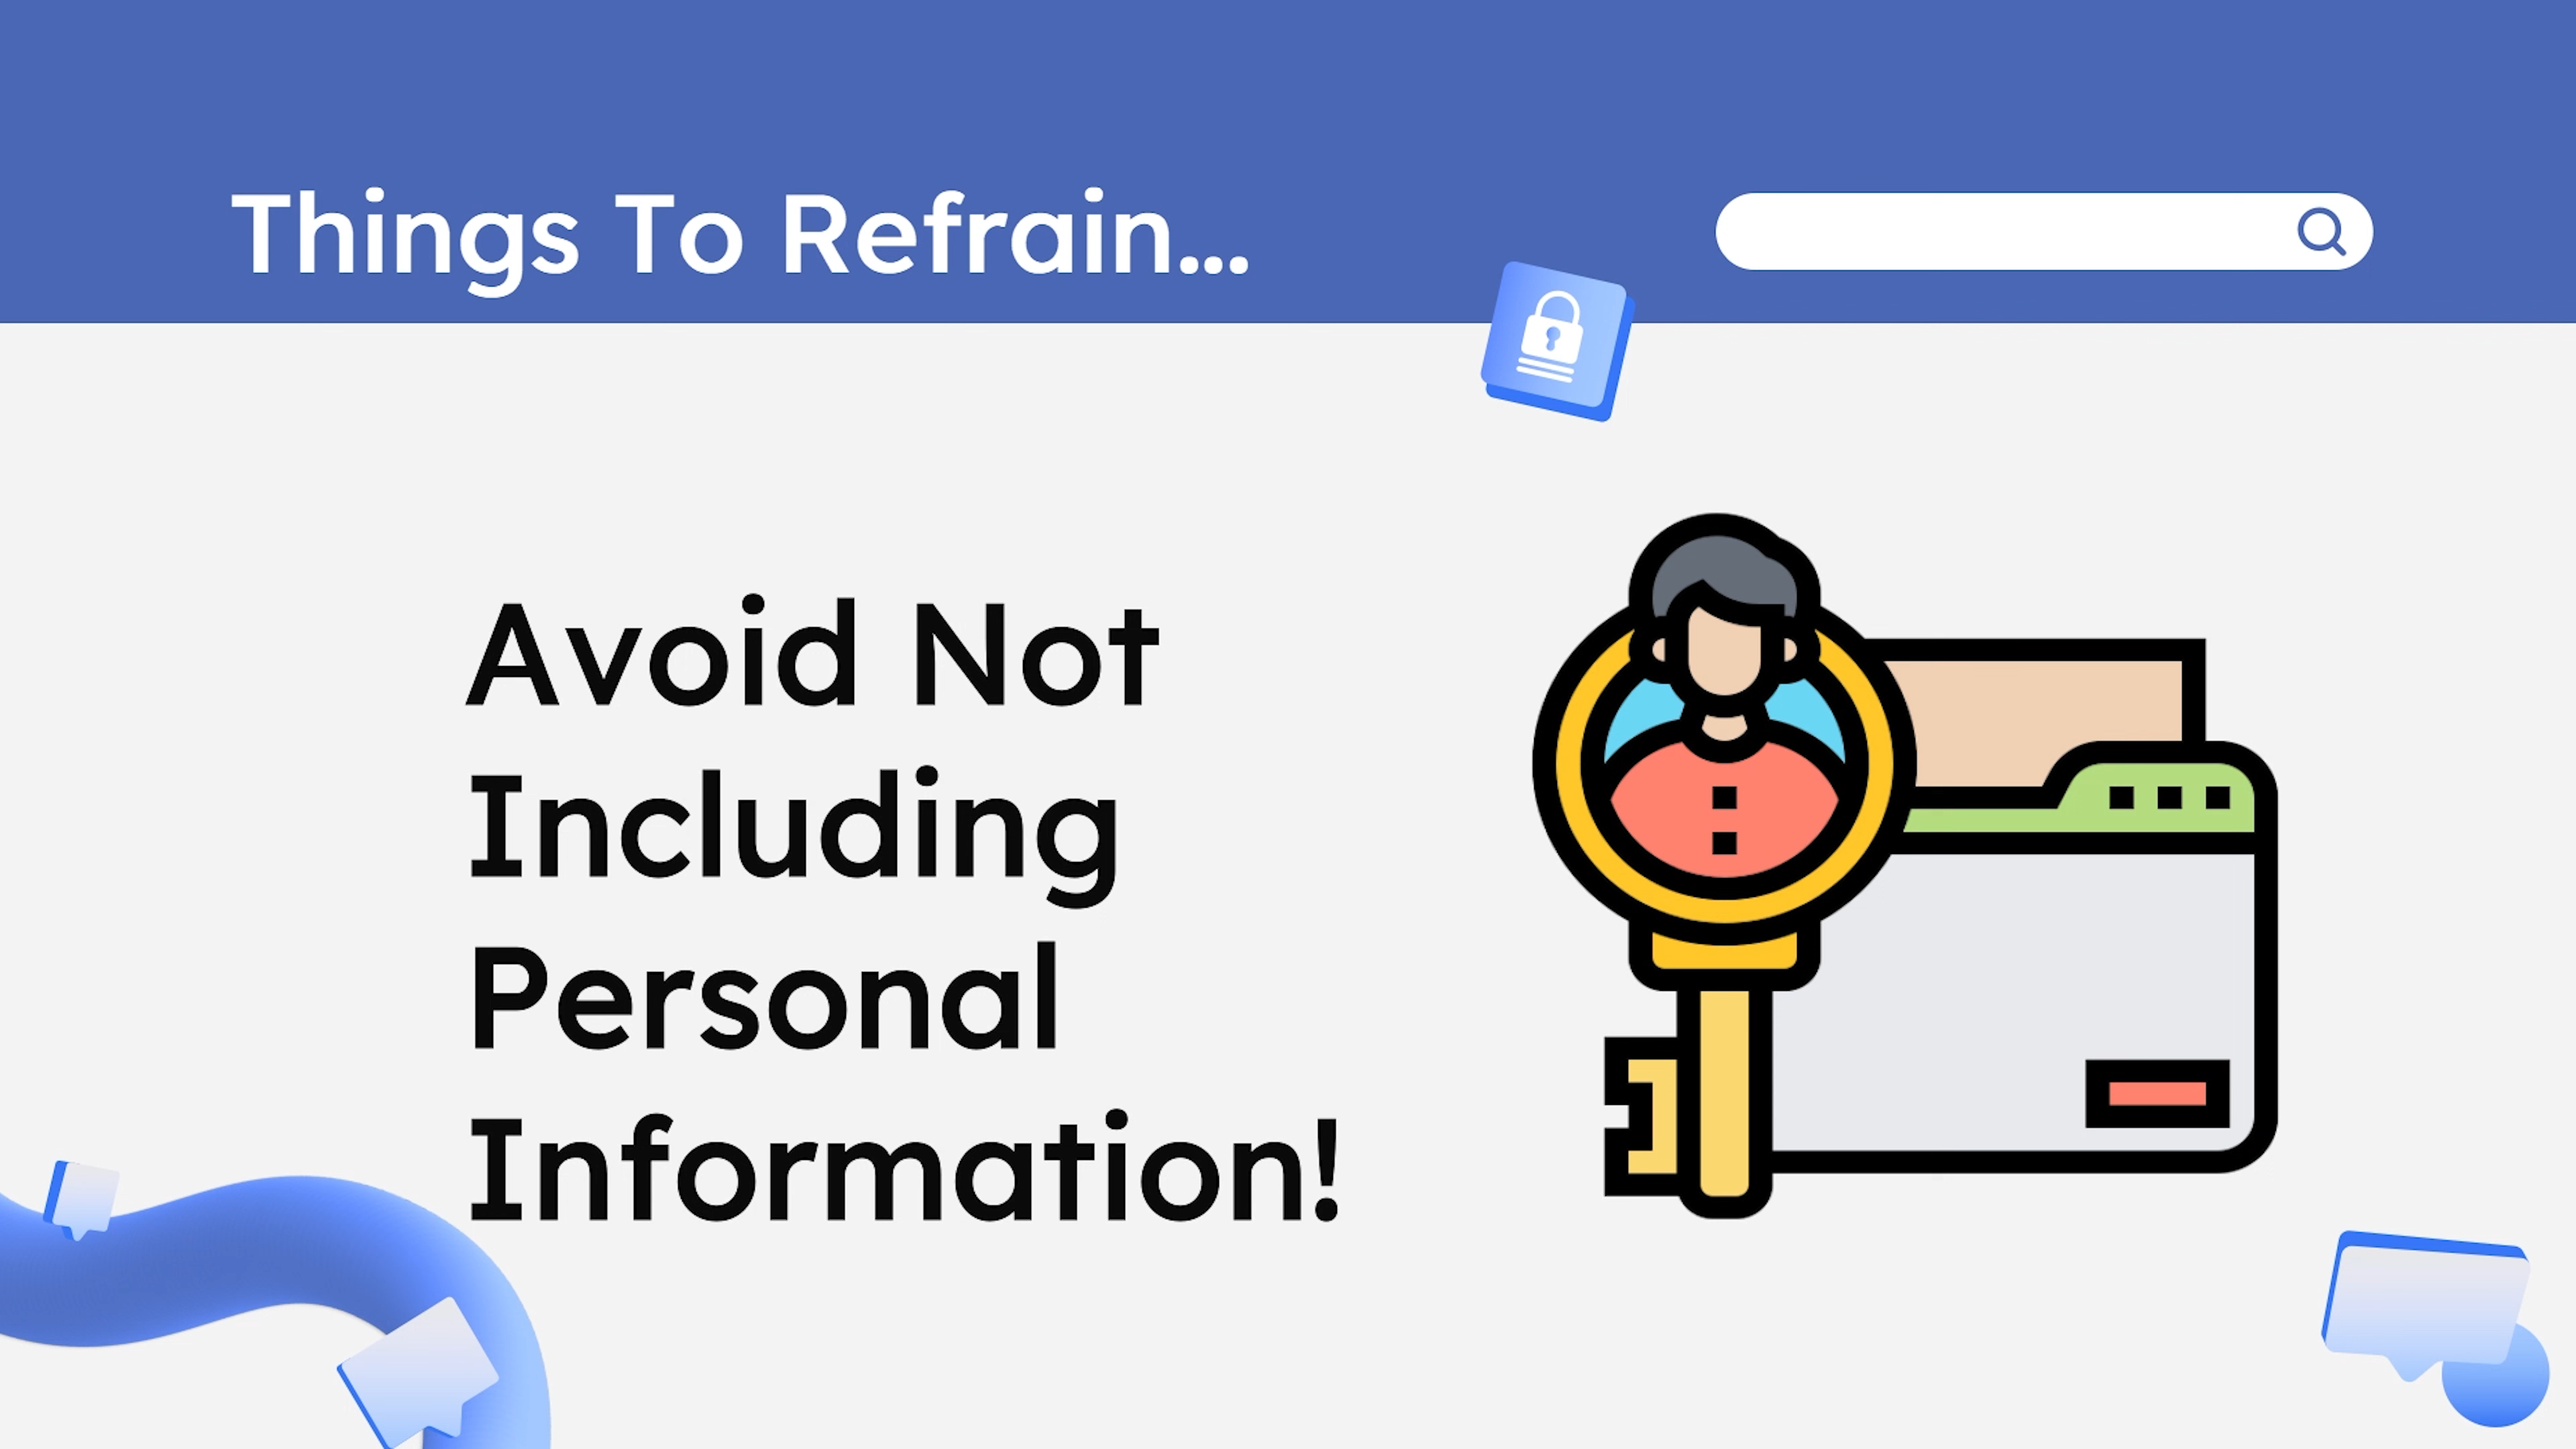 Things To Refrain...
Avoid Not
Including
Personal
Information!